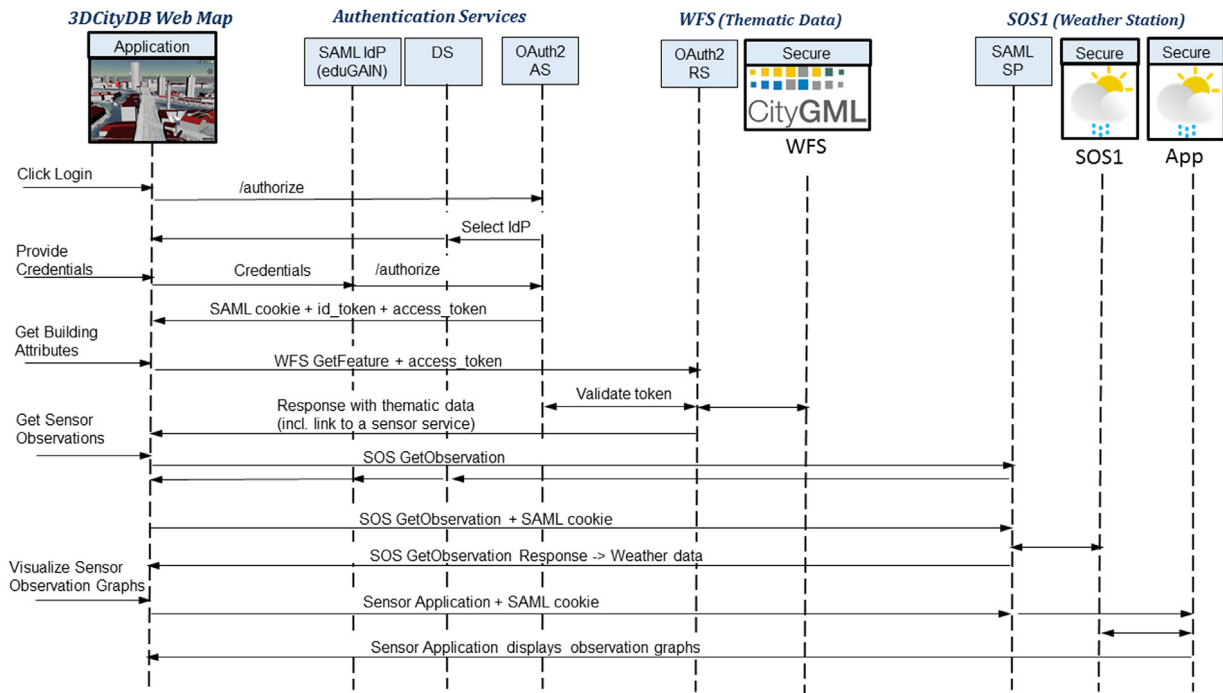 3DCityDB Web Map
Authentication Services
WFS (Thematic Data)
SOS1 (Weather Station)
Application
SAML IdP
(eduGAIN)
DS
OAuth2
AS
OAuth2
RS
Secure
CityGML
WFS
SAML
SP
Secure
SOS1
Secure
App
Click Login
/authorize
Select IdP
Provide
Credentials
Credentials
/authorize
SAML cookie + id_token + access_token
Get Building
Attributes
WFS GetFeature + access_token
Validate token
Response with thematic data
(incl. link to a sensor service)
Get Sensor
Observations
SOS GetObservation
SOS GetObservation + SAML cookie
SOS GetObservation Response -> Weather data
Visualize Sensor
Observation Graphs
Sensor Application + SAML cookie
Sensor Application displays observation graphs